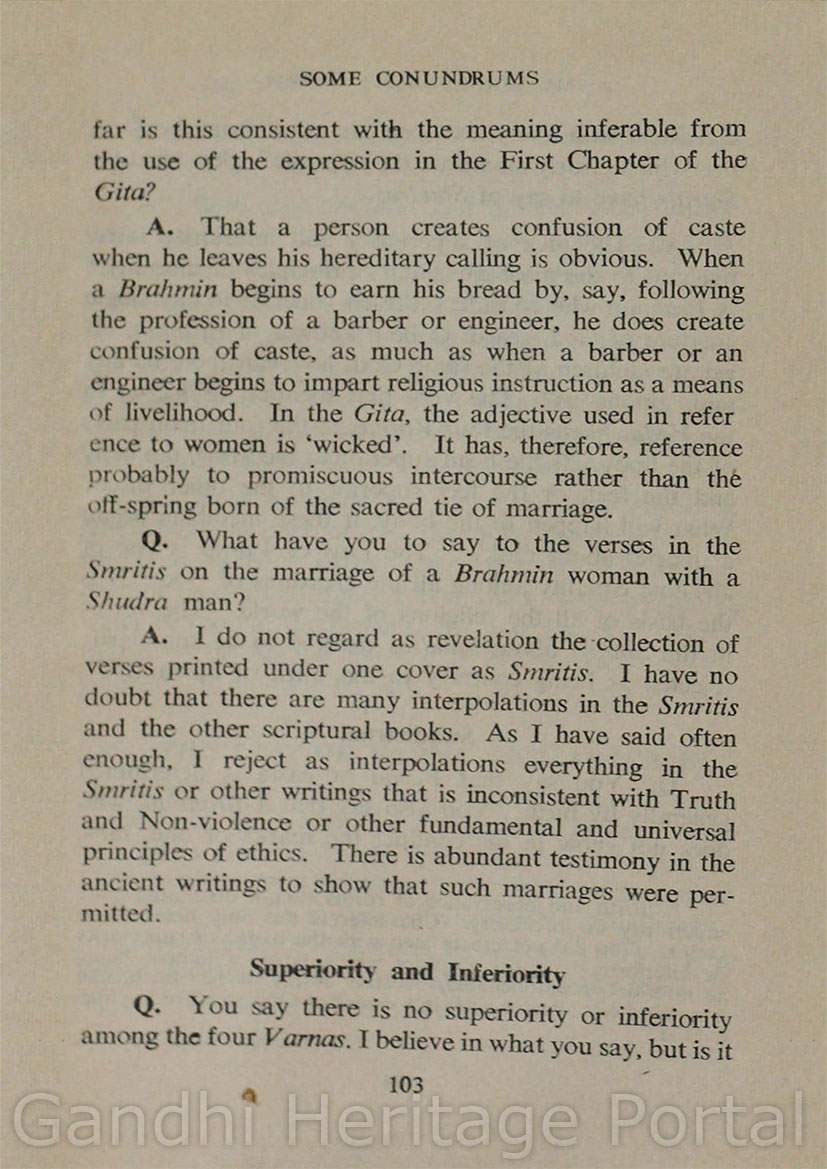 SOME CONUNDRUMS
far is this consistent with the meaning inferable from
the use of the expression in the First Chapter of the
Gita?
A. That a person creates confusion of caste
when he leaves his hereditary calling is obvious. When
a Brahmin begins to earn his bread by, say, following
the profession of a barber or engineer, he does create
confusion of caste, as much as when a barber or an
engineer begins to impart religious instruction as a means
of livelihood. In the Gita, the adjective used in refer
ence to women is ‘wicked’. It has, therefore, reference
probably to promiscuous intercourse rather than the
off-spring born of the sacred tie of marriage.
Q. What have you to say to the verses in the
Smritis on the marriage of a Brahmin woman with a
Shudra man?
A. I do not regard as revelation the collection of
verses printed under one cover as Smritis. I have no
doubt that there are many interpolations in the Smritis
and the other scriptural books. As I have said often
enough, I reject as interpolations everything in the
Smritis or other writings that is inconsistent with Truth
and Non-violence or other fundamental and universal
principles of ethics. There is abundant testimony in the
ancient writings to show that such marriages were per-
mitted.
Superiority and Inferiority
Q. You say there is no superiority or inferiority
among the four Varnas. I believe in what you say, but is it
103
Gandhi Heritage Portal